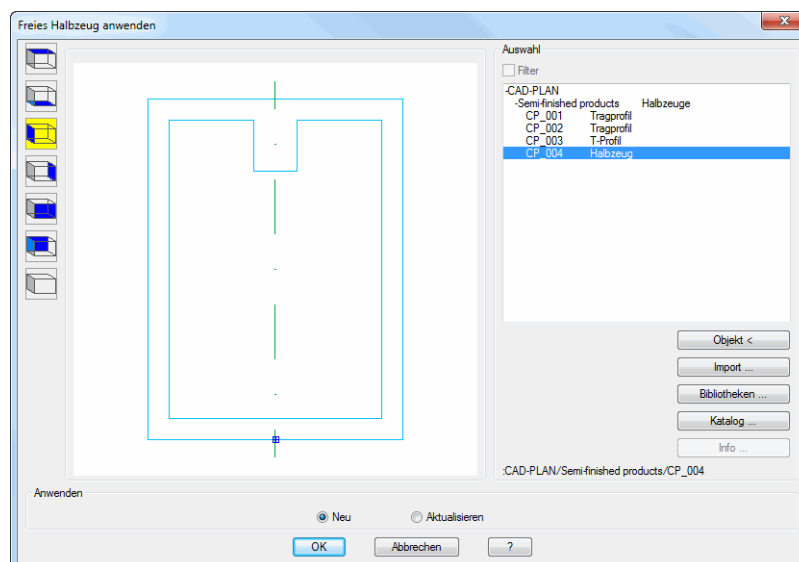 Freies Halbzeug anwenden
Auswahl
Filter
-CAD-PLAN
-Semi-finished products Halbzeuge
CP_001 Tragprofil
CP_002 Tragprofil
CP_003 T-Profil
CP_004 Halbzeug
Objekt <
Import ...
Bibliotheken ...
Katalog ...
Info ...
:CAD-PLAN/Semi-finished products/CP_004
Anwenden
Neu Aktualisieren
OK Abbrechen ?